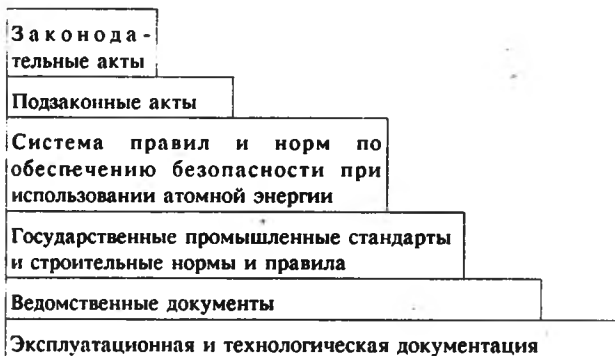 Законода-
тельные акты
Подзаконные акты
Система правил и норм по
обеспечению безопасности при
использовании атомной энергии
Государственные промышленные стандарты
и строительные нормы и правила
Ведомственные документы
Эксплуатационная и технологическая документация